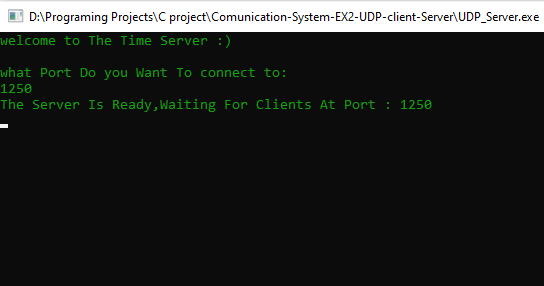 D:\Programing Projects\C project\Comunication-System-EX2-UDP-client-Server\UDP_Server.exe
welcome to The Time Server :)
what Port Do you Want To connect to:
1250
The Server Is Ready,Waiting For Clients At Port : 1250